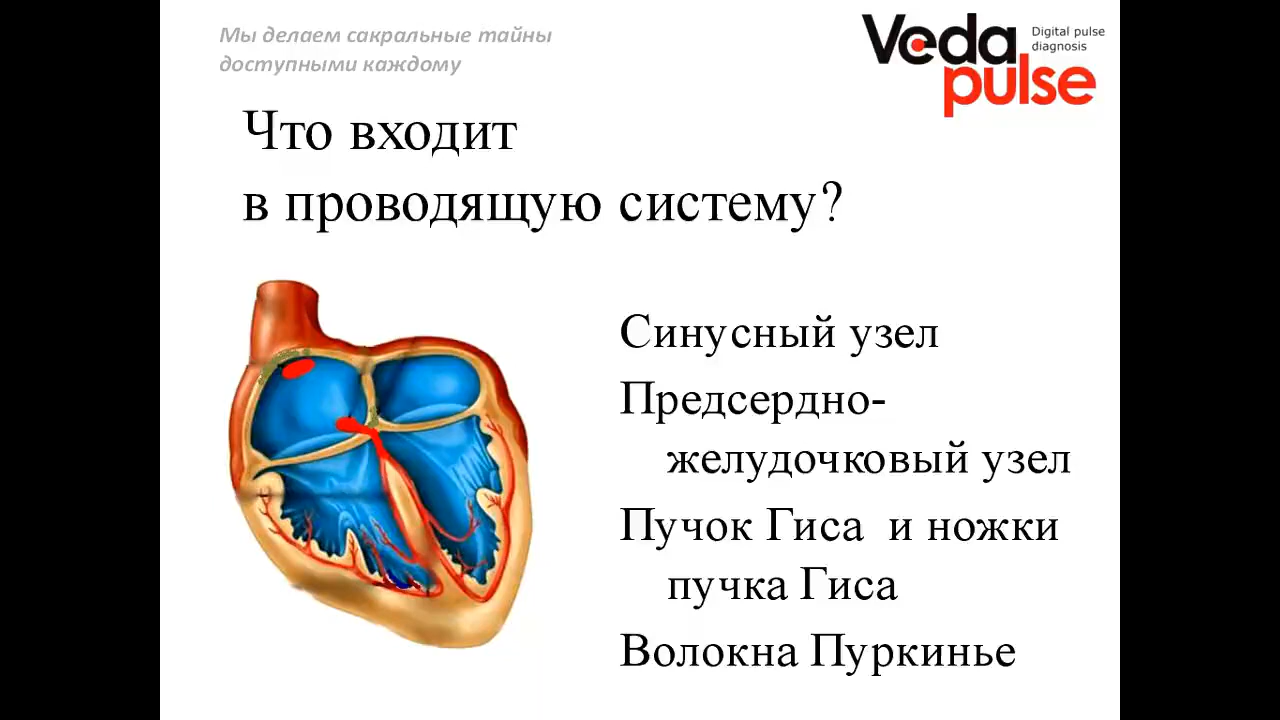 Мы делаем сакральные тайны
доступными каждому
Veda
pulse
Digital pulse
diagnosis
Что входит
в проводящую систему?
Синусный узел
Предсердно-
желудочковый узел
Пучок Гиса и ножки
пучка Гиса
Волокна Пуркинье